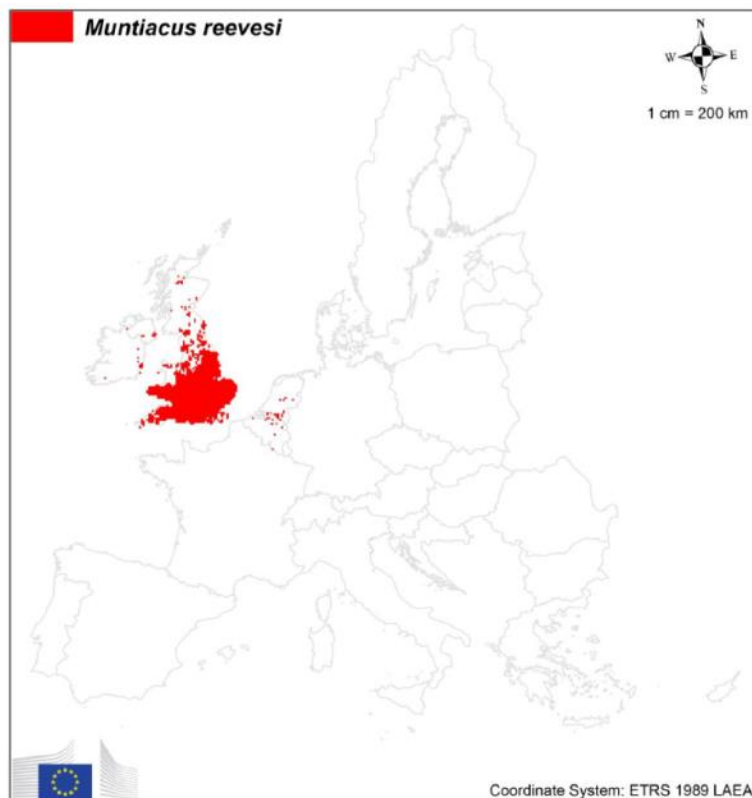 Muntiacus reevesi
N
W E
S
1 cm = 200 km
Coordinate System: ETRS 1989 LAEA